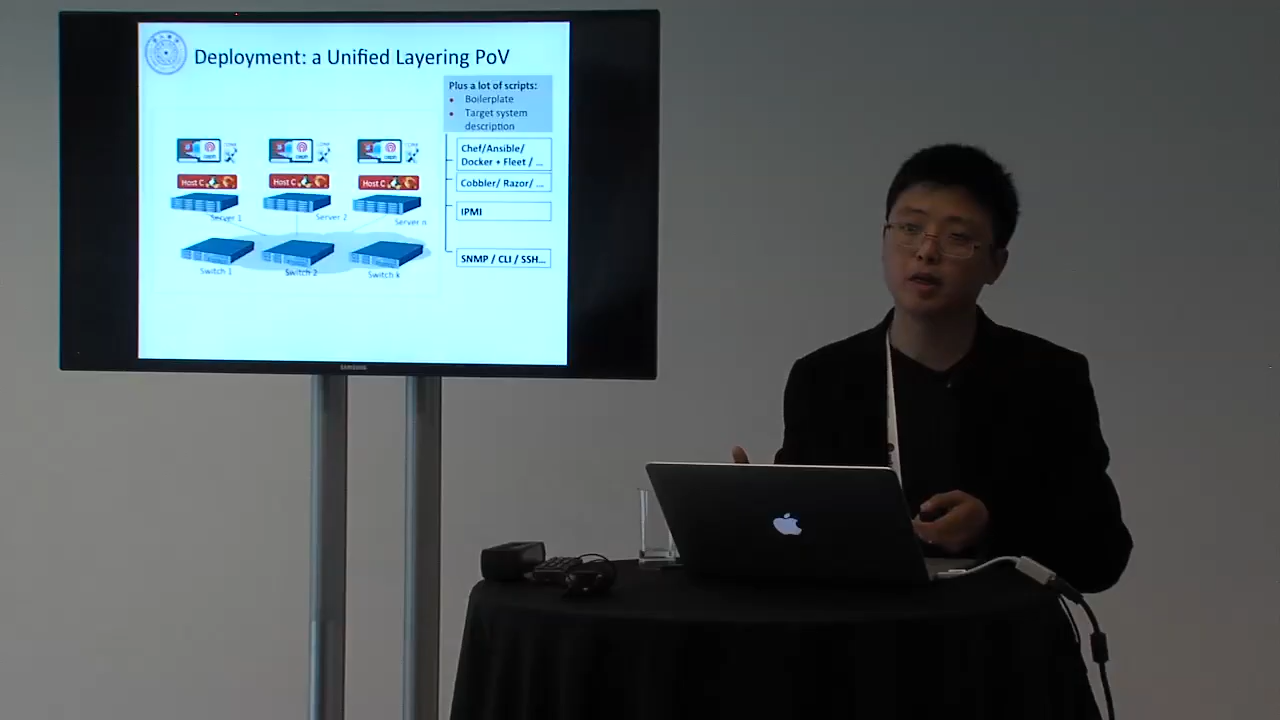 Deployment: a Unified Layering PoV
Plus a lot of scripts:
Boilerplate
Target system
description
Chef/Ansible/
Docker + Fleet / ...
Cobbler/ Razor/ ...
IPMI
SNMP / CLI / SSH...
Host C
Host C
Host C
Server 1
Server 2
Server n
Switch 1
Switch 2
Switch k
SAMSUNG